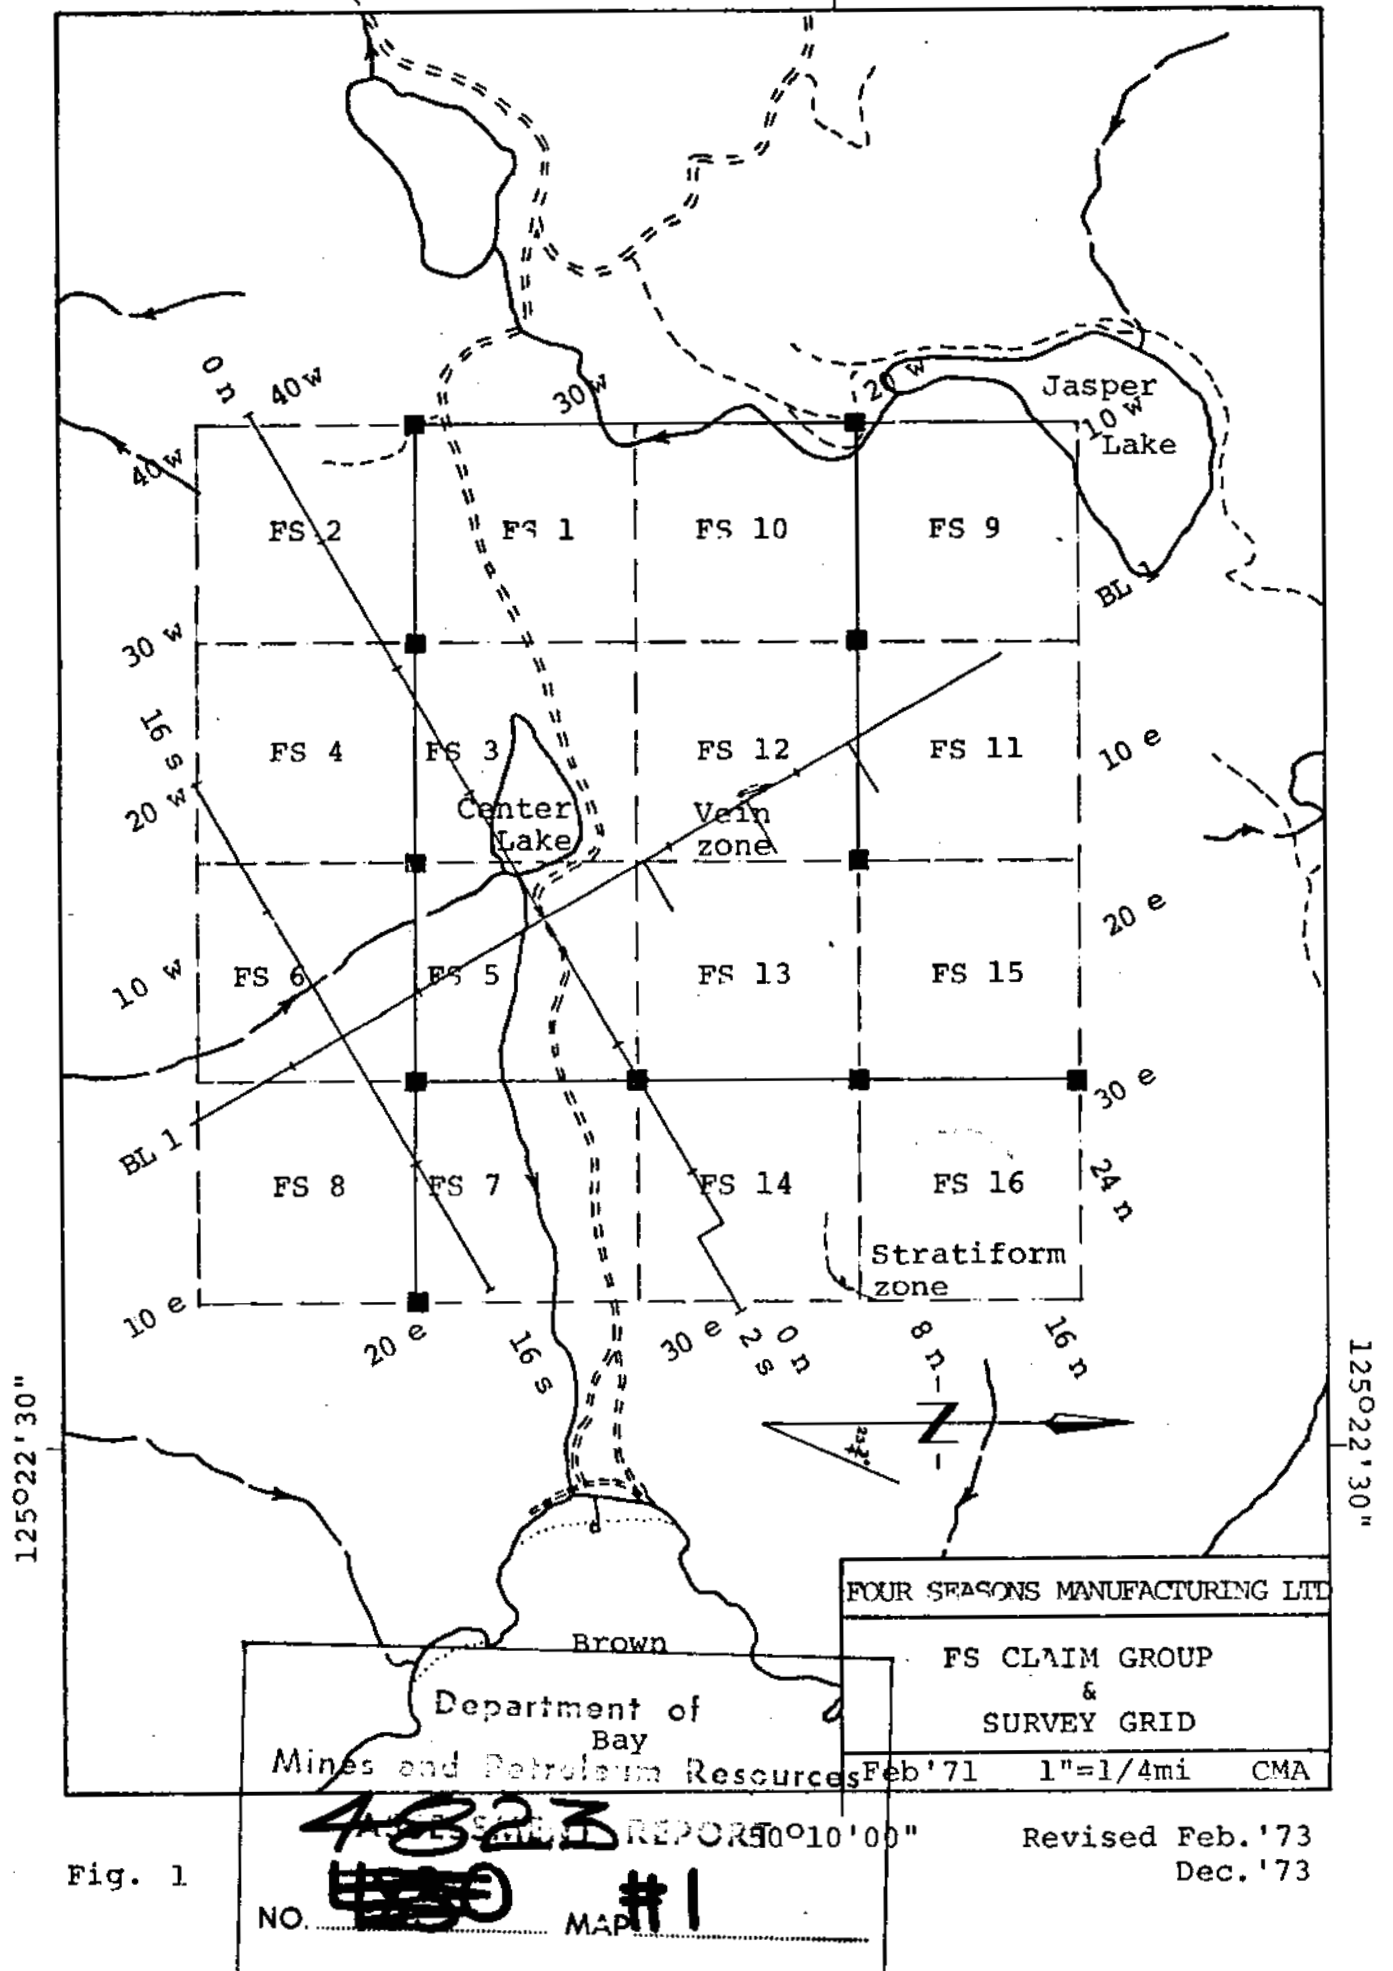 0 n
40 w
30 w
20 w
Jasper
10 w
Lake
40 w
FS 2
FS 1
FS 10
FS 9
BL 1
30 w
16 s
FS 4
FS 3
FS 12
FS 11
10 e
20 w
Center
Lake
Vein
zone
20 e
10 w
FS 6
FS 5
FS 13
FS 15
30 e
BL 1
FS 8
FS 7
FS 14
FS 16
24 n
Stratiform
zone
10 e
20 e
16 s
30 e
2 s
0 n
8 n
16 n
125°22'30"
125°22'30"
N
FOUR SEASONS MANUFACTURING LTD
FS CLAIM GROUP
&
SURVEY GRID
Feb'71 1"=1/4mi CMA
Brown
Bay
Department of
Mines and Petroleum Resources
ASSESSMENT REPORT
4823
NO. MAP #1
50°10'00"
Revised Feb.'73
Dec.'73
Fig. 1